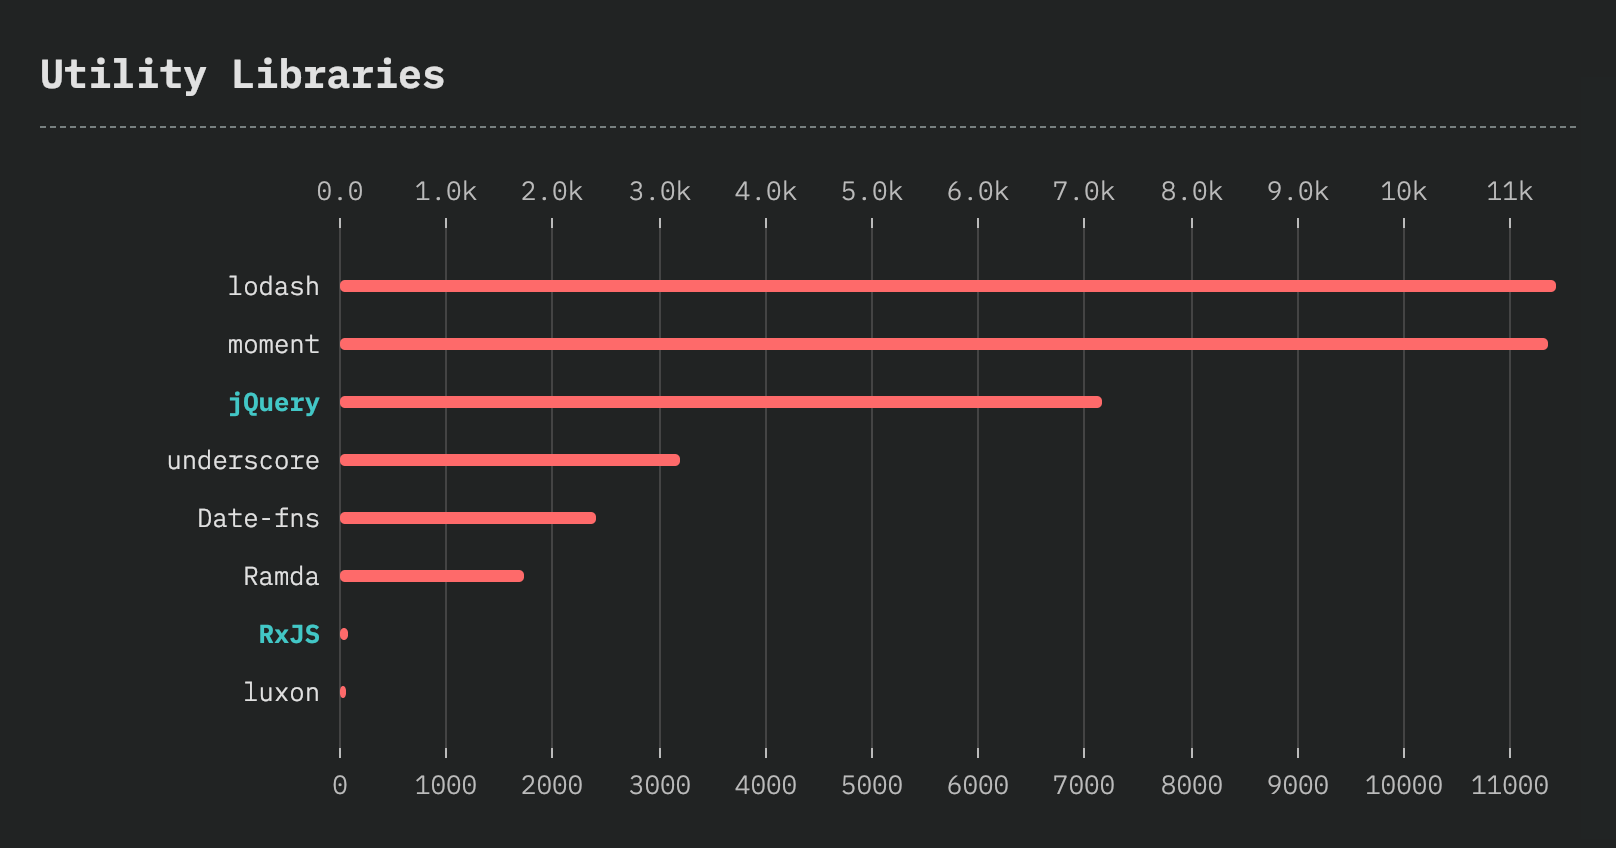 Utility Libraries
0.0 1.0k 2.0k 3.0k 4.0k 5.0k 6.0k 7.0k 8.0k 9.0k 10k 11k
lodash
moment
jQuery
underscore
Date-fns
Ramda
RxJS
luxon
0 1000 2000 3000 4000 5000 6000 7000 8000 9000 10000 11000